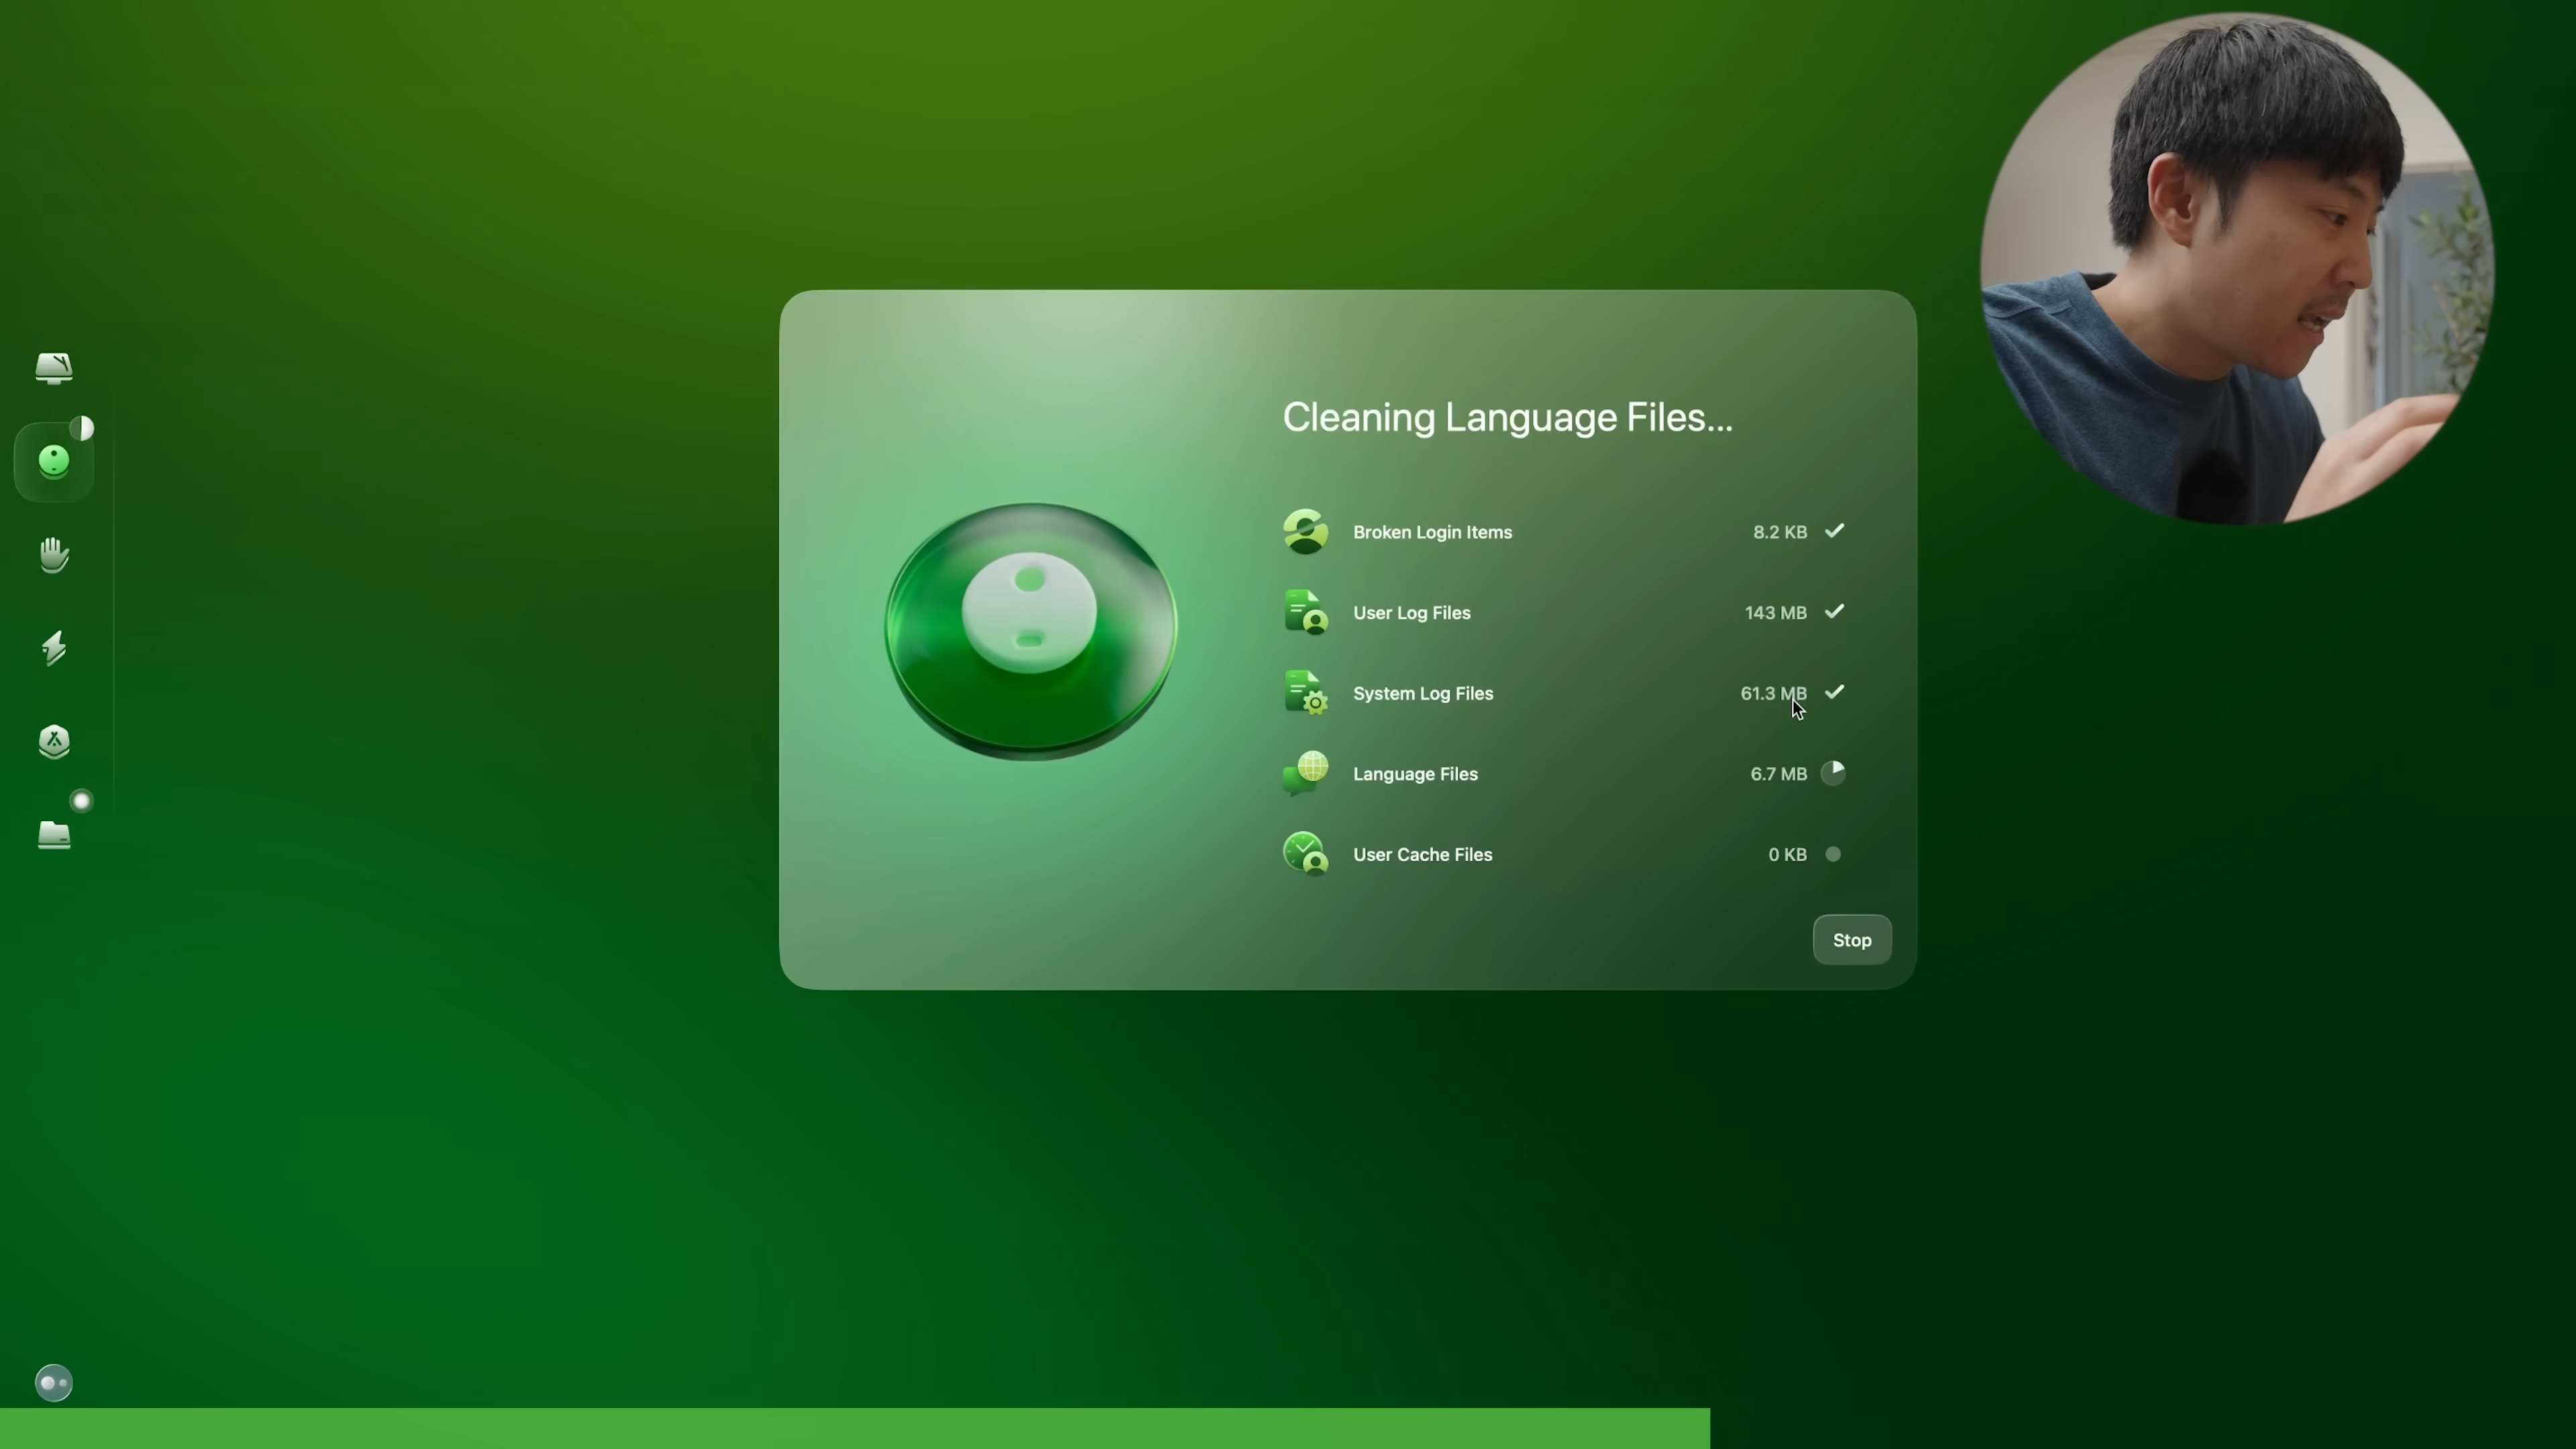 Cleaning Language Files...
Broken Login Items 8.2 KB
User Log Files 143 MB
System Log Files 61.3 MB
Language Files 6.7 MB
User Cache Files 0 KB
Stop